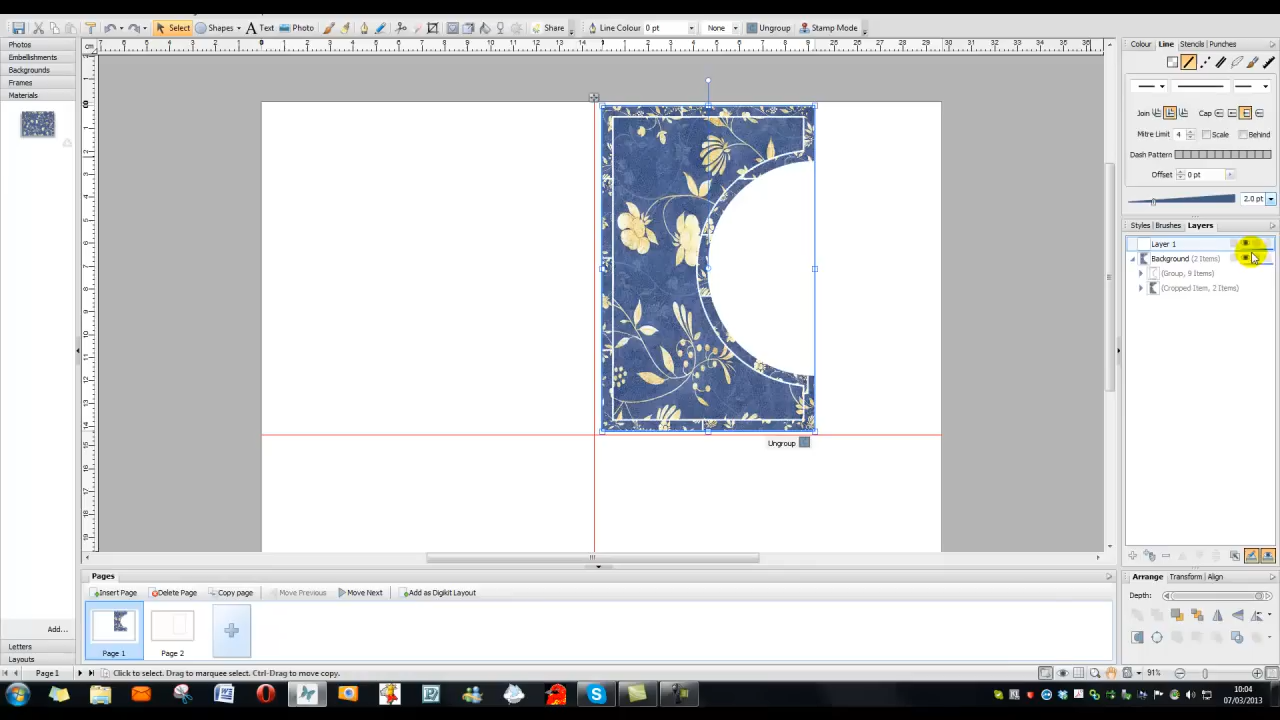 Select Shapes Text Photo Share Line Colour 0 pt None Ungroup Stamp Mode
Photos
Embellishments
Backgrounds
Frames
Materials
Add...
Letters
Layouts
Ungroup
Colour Line Stencils Punches
Join Cap
Mitre Limit 4 Scale Behind
Dash Pattern
Offset 0 pt
2.0 pt
Styles Brushes Layers
Layer 1
Background (2 Items)
(Group, 9 Items)
(Cropped Item, 2 Items)
Arrange Transform Align
Depth:
Pages
Insert Page Delete Page Copy page Move Previous Move Next Add as Digikit Layout
Page 1 Page 2
Page 1 Click to select. Drag to marquee select. Ctrl-Drag to move copy. 91%
10:04
07/03/2013